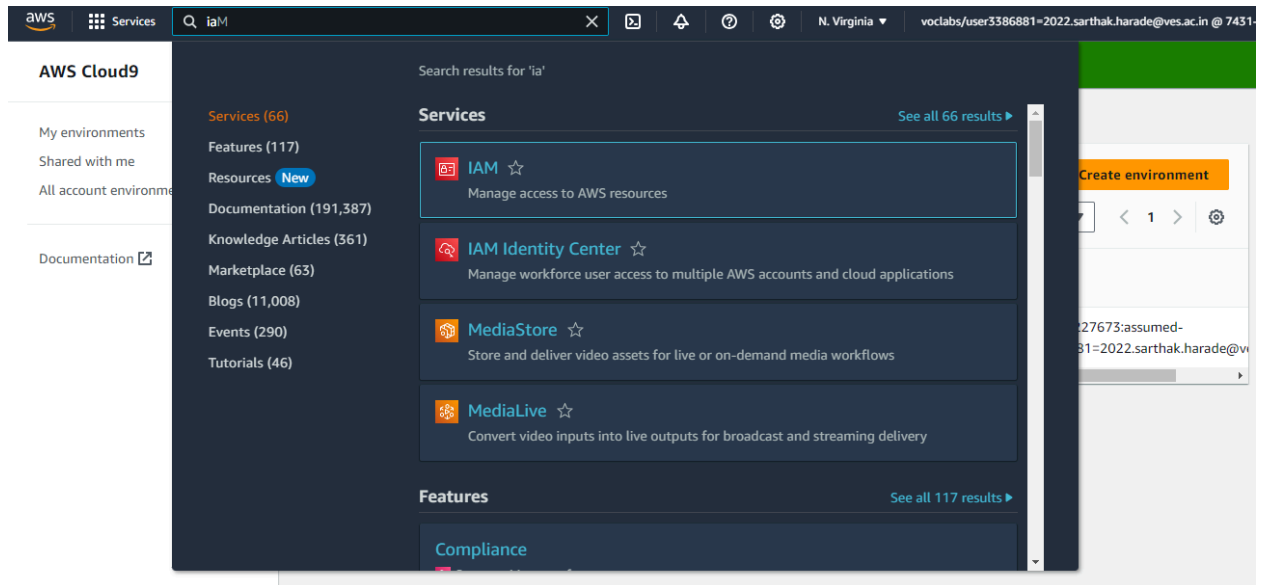 aws Services iaM N. Virginia ▼ voclabs/user3386881=2022.sarthak.harade@ves.ac.in @ 7431-
AWS Cloud9
My environments
Shared with me
All account environme
Documentation
Search results for 'ia'
Services (66)
Features (117)
Resources New
Documentation (191,387)
Knowledge Articles (361)
Marketplace (63)
Blogs (11,008)
Events (290)
Tutorials (46)
Services See all 66 results ▶
IAM
Manage access to AWS resources
IAM Identity Center
Manage workforce user access to multiple AWS accounts and cloud applications
MediaStore
Store and deliver video assets for live or on-demand media workflows
MediaLive
Convert video inputs into live outputs for broadcast and streaming delivery
Features See all 117 results ▶
Compliance
Create environment
1
227673:assumed-
81=2022.sarthak.harade@ve